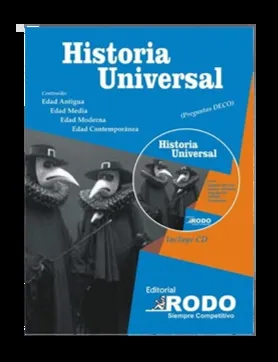 Historia
Universal
Contenido:
Edad Antigua
Edad Media
Edad Moderna
Edad Contemporánea
(Preguntas DECO)
Historia
Universal
Incluye CD
RODO
Editorial
RODO
Siempre Competitivo